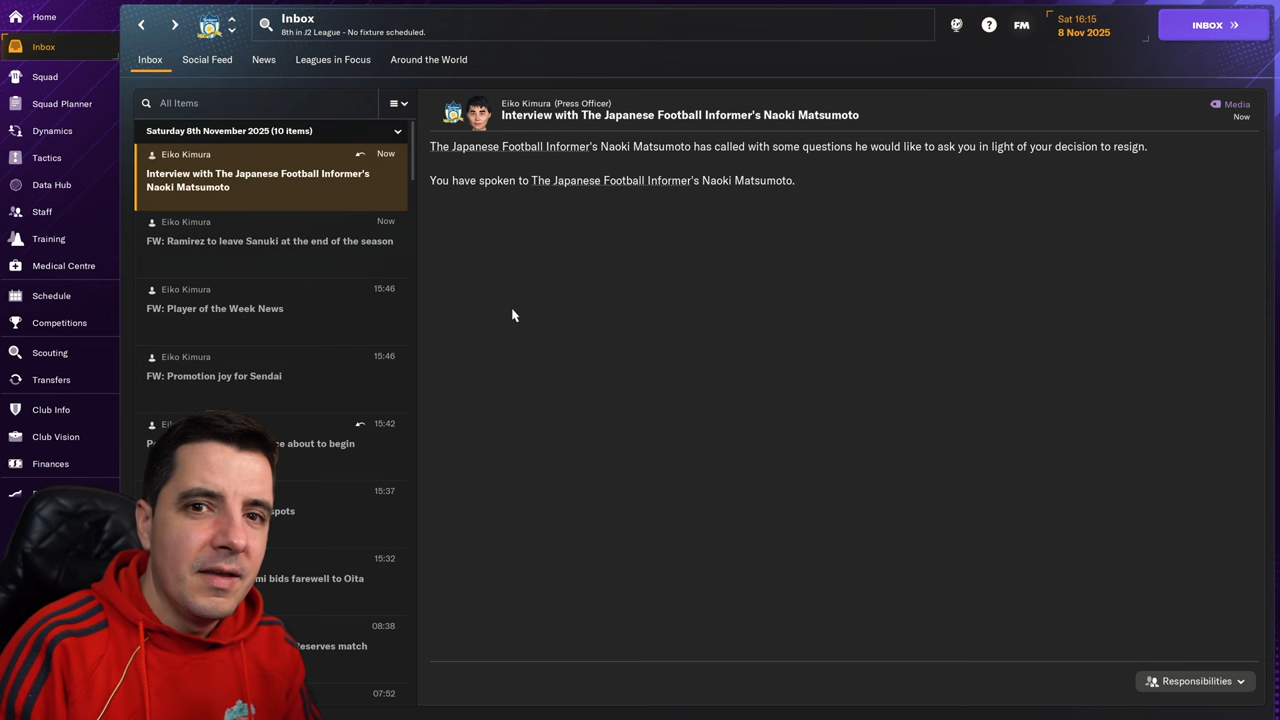 Home
Inbox
Squad
Squad Planner
Dynamics
Tactics
Data Hub
Staff
Training
Medical Centre
Schedule
Competitions
Scouting
Transfers
Club Info
Club Vision
Finances
Inbox
8th in J2 League - No fixture scheduled.
FM
Sat 16:15
8 Nov 2025
INBOX
Inbox
Social Feed
News
Leagues in Focus
Around the World
All Items
Saturday 8th November 2025 (10 items)
Eiko Kimura
Now
Interview with The Japanese Football Informer's
Naoki Matsumoto
Eiko Kimura
Now
FW: Ramirez to leave Sanuki at the end of the season
Eiko Kimura
15:46
FW: Player of the Week News
Eiko Kimura
15:46
FW: Promotion joy for Sendai
15:42
about to begin
15:37
spots
15:32
bids farewell to Oita
08:38
match
07:52
Eiko Kimura (Press Officer)
Interview with The Japanese Football Informer's Naoki Matsumoto
Media
Now
The Japanese Football Informer's Naoki Matsumoto has called with some questions he would like to ask you in light of your decision to resign.
You have spoken to The Japanese Football Informer's Naoki Matsumoto.
Responsibilities